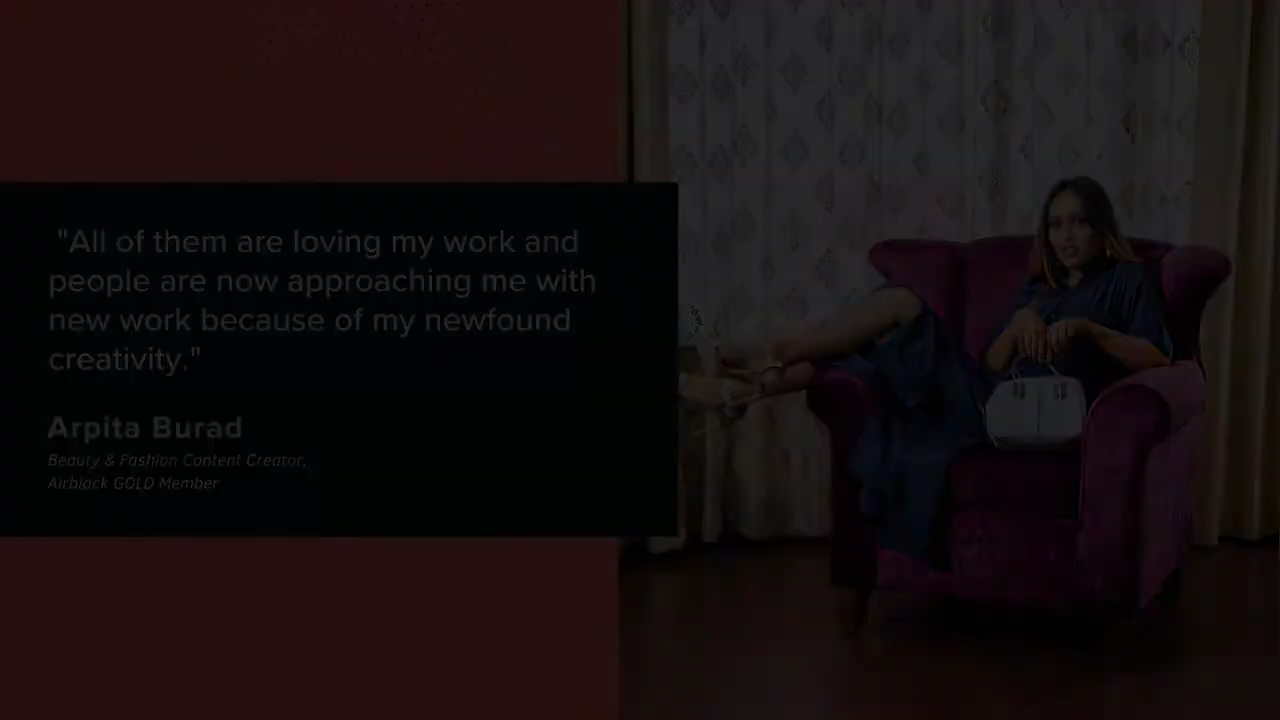 "All of them are loving my work and
people are now approaching me with
new work because of my newfound
creativity."
Arpita Burad
Beauty & Fashion Content Creator,
Airblack GOLD Member